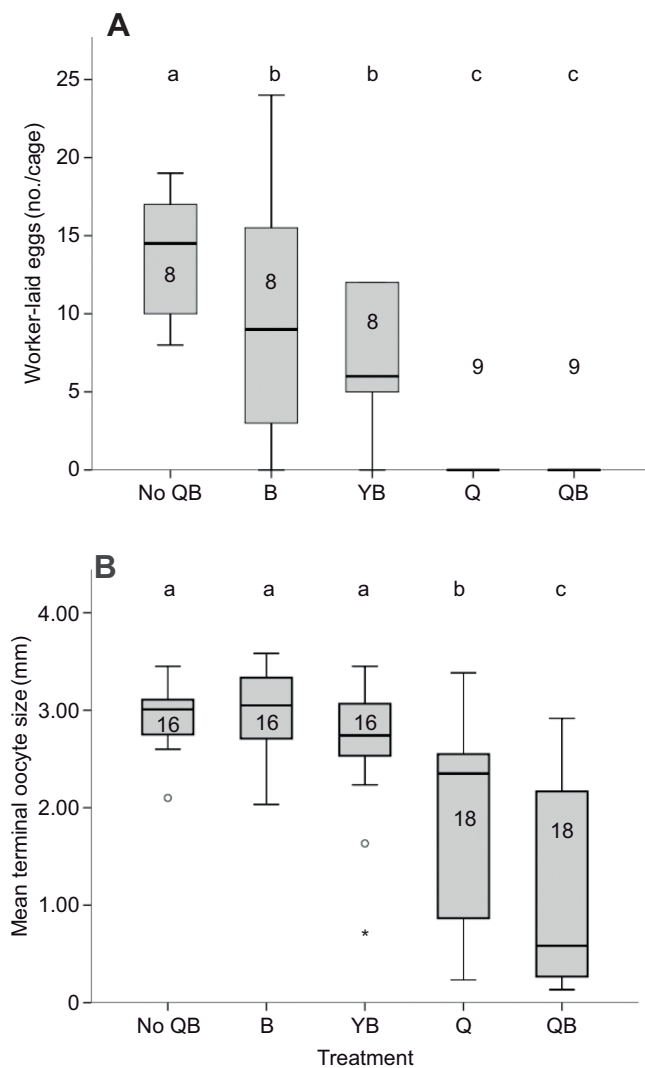 A
a b b c c
25
20
15
10
5
0
Worker-laid eggs (no./cage)
8 8 8 9 9
No QB B YB Q QB
B
a a a b c
4.00
3.00
2.00
1.00
0
Mean terminal oocyte size (mm)
16 16 16 18 18
*
No QB B YB Q QB
Treatment